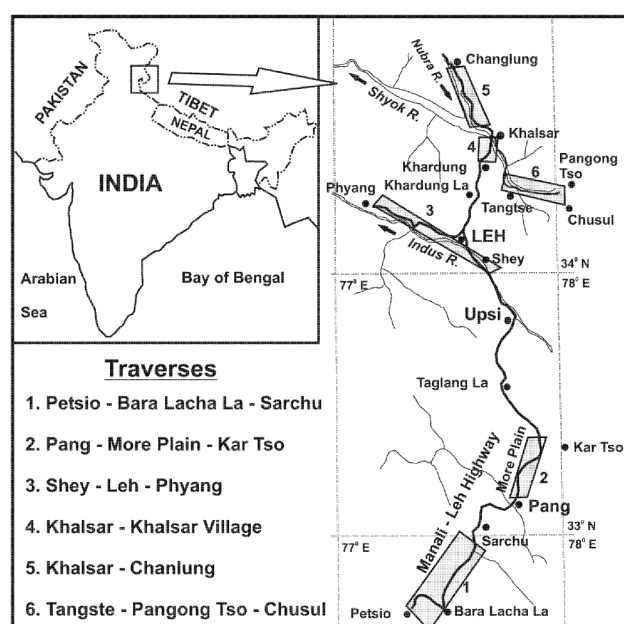 PAKISTAN
TIBET
NEPAL
INDIA
Arabian
Sea
Bay of Bengal
Traverses
1. Petsio - Bara Lacha La - Sarchu
2. Pang - More Plain - Kar Tso
3. Shey - Leh - Phyang
4. Khalsar - Khalsar Village
5. Khalsar - Chanlung
6. Tangste - Pangong Tso - Chusul
Nubra R.
Changlung
5
Shyok R.
Khalsar
4
Khardung
6
Pangong
Tso
Khardung La
Phyang
3
Tangtse
Chusul
LEH
Indus R.
Shey
34° N
77° E
78° E
Upsi
Taglang La
Kar Tso
More Plain
2
Manali - Leh Highway
Pang
33° N
Sarchu
77° E
78° E
1
Petsio
Bara Lacha La